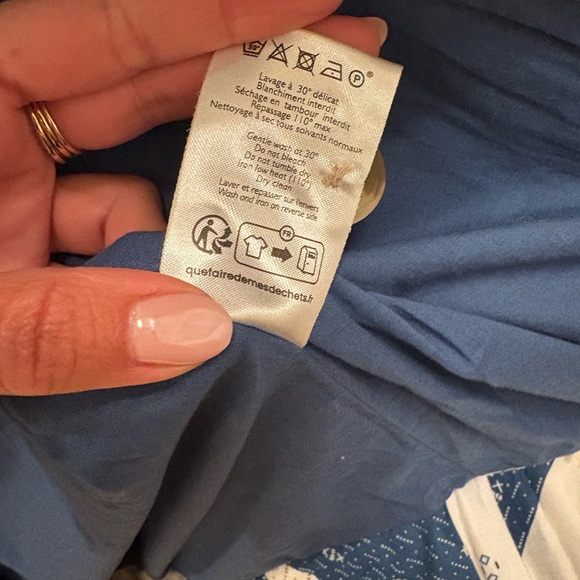 30°
P
Lavage à 30° délicat
Blanchiment interdit
Séchage en tambour interdit
Repassage 110° max
Nettoyage à sec tous solvants normaux
Gentle wash at 30°
Do not bleach
Do not tumble dry
Iron low heat (110°)
Dry clean
Laver et repasser sur l'envers
Wash and iron on reverse side
FR
quefairedemesdechets.fr